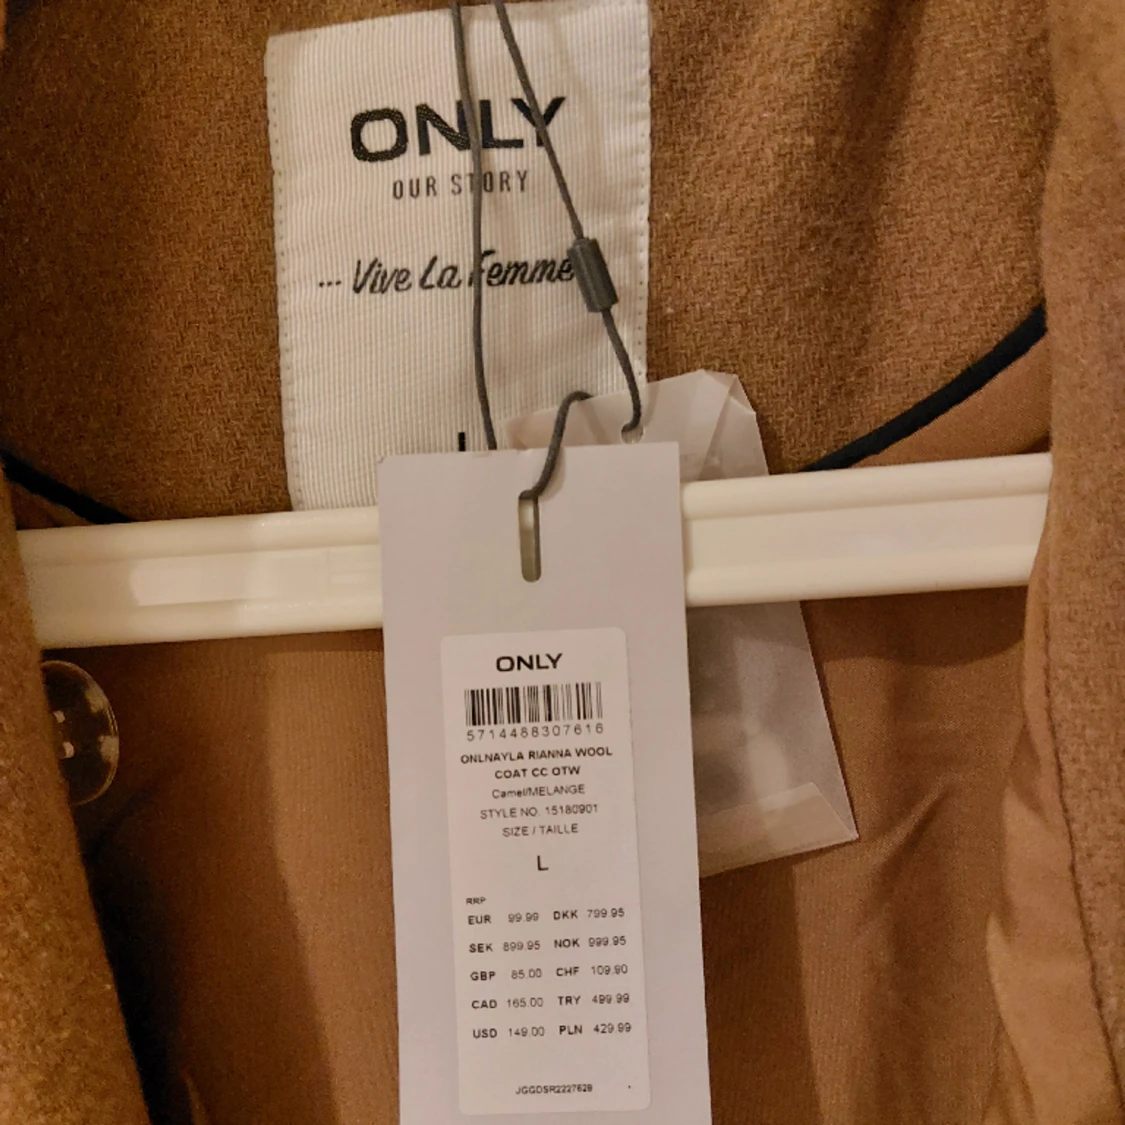 ONLY
OUR STORY
... Vive La Femme
L
ONLY
5714488307616
ONLNAYLA RIANNA WOOL
COAT CC OTW
Camel/MELANGE
STYLE NO. 15180901
SIZE / TAILLE
L
RRP
EUR 99.99 DKK 799.95
SEK 899.95 NOK 999.95
GBP 85.00 CHF 109.90
CAD 165.00 TRY 499.99
USD 149.00 PLN 429.99
JGGDSR2227629